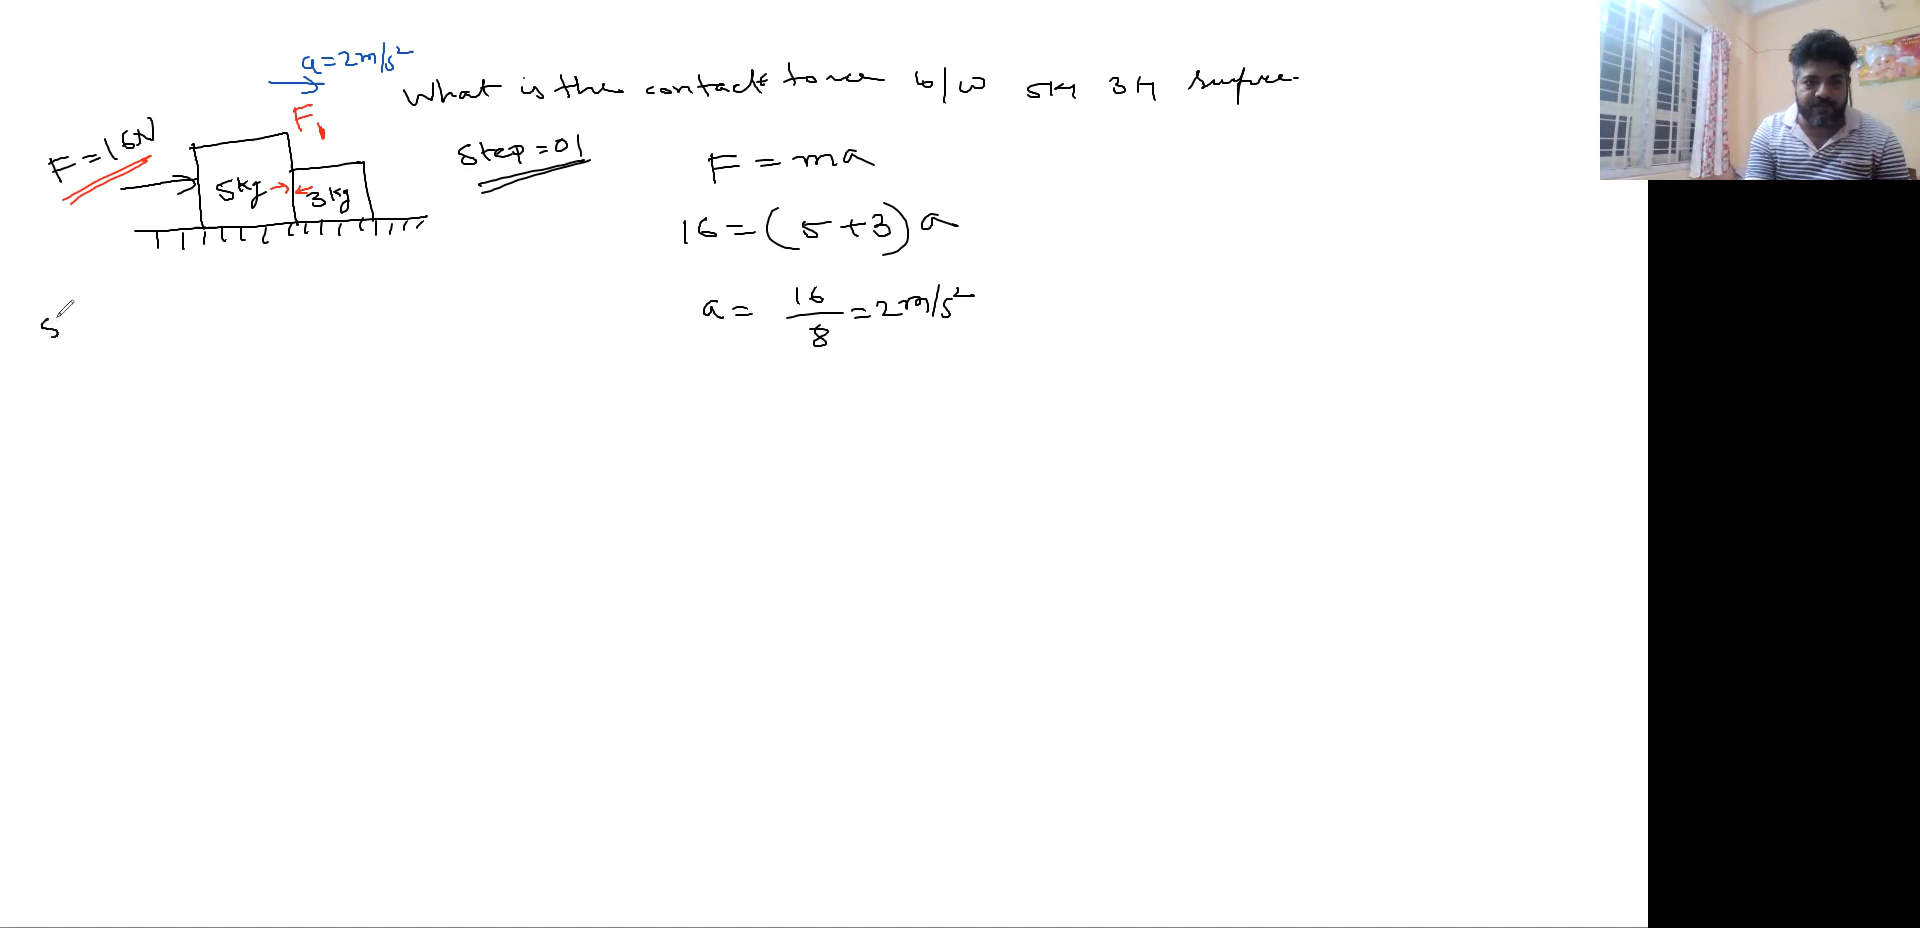 a=2m/s²
What is the contact force b/w 5kg 3kg surface
F=16N
F₁
Step=01
F=ma
5kg
3kg
16=(5+3)a
a= 16/8 =2m/s²
S